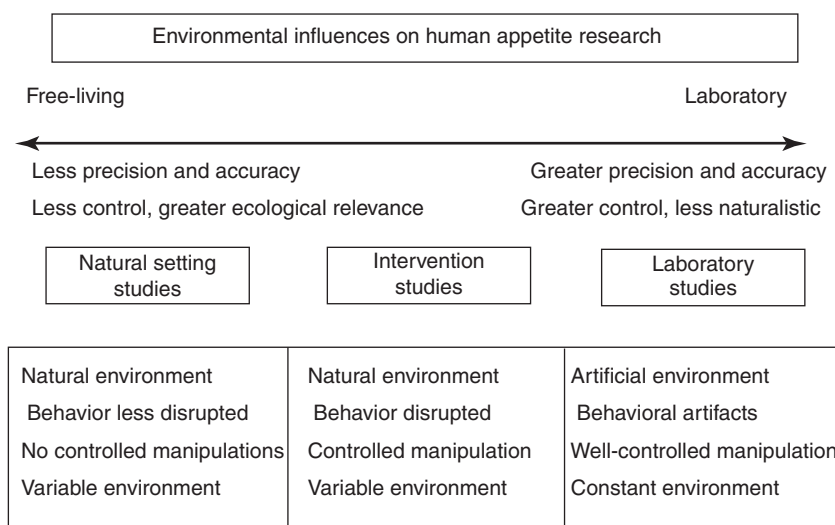 Environmental influences on human appetite research
Free-living
Laboratory
Less precision and accuracy
Greater precision and accuracy
Less control, greater ecological relevance
Greater control, less naturalistic
Natural setting
studies
Intervention
studies
Laboratory
studies
Natural environment
Behavior less disrupted
No controlled manipulations
Variable environment
Natural environment
Behavior disrupted
Controlled manipulation
Variable environment
Artificial environment
Behavioral artifacts
Well-controlled manipulation
Constant environment